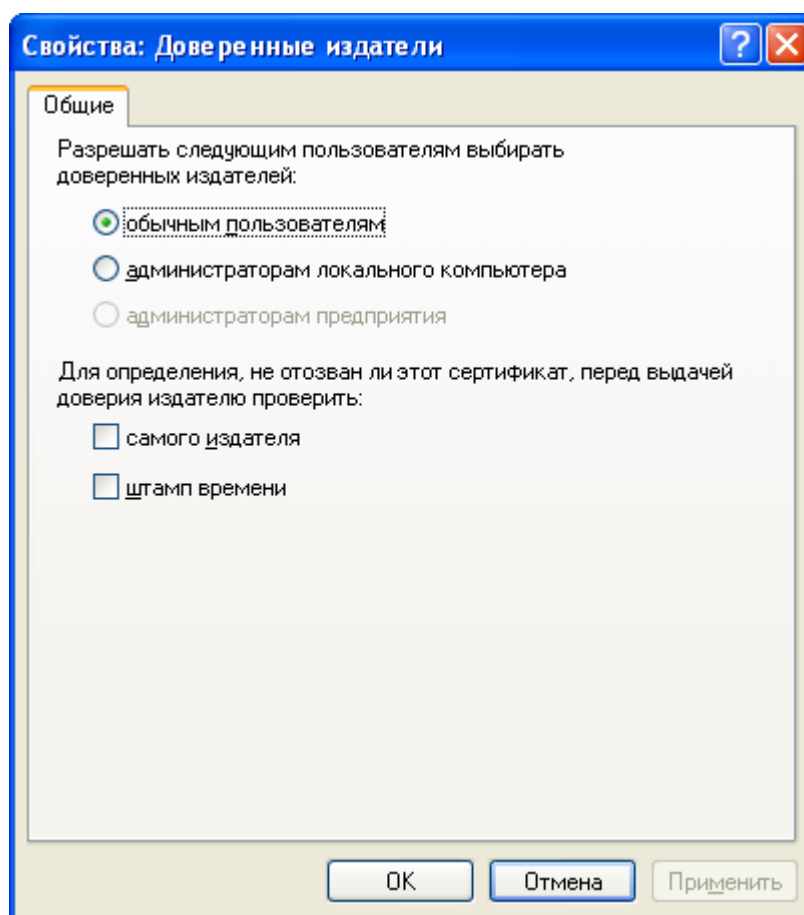 Свойства: Доверенные издатели
Общие
Разрешать следующим пользователям выбирать
доверенных издателей:
обычным пользователям
администраторам локального компьютера
администраторам предприятия
Для определения, не отозван ли этот сертификат, перед выдачей
доверия издателю проверить:
самого издателя
штамп времени
OK Отмена Применить